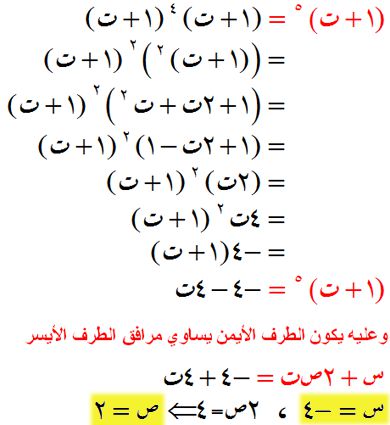 (١ + ت)^٥ = (١ + ت)^٤ (١ + ت)
= ((١ + ت)^٢)^٢ (١ + ت)
= (١ + ٢ت + ت^٢)^٢ (١ + ت)
= (١ + ٢ت − ١)^٢ (١ + ت)
= (٢ت)^٢ (١ + ت)
= ٤ت^٢ (١ + ت)
= −٤(١ + ت)
(١ + ت)^٥ = −٤ − ٤ت
وعليه يكون الطرف الأيمن يساوي مرافق الطرف الأيسر
س + ٢ص ت = −٤ + ٤ت
س = −٤ ، ٢ص = ٤ ⇐ ص = ٢